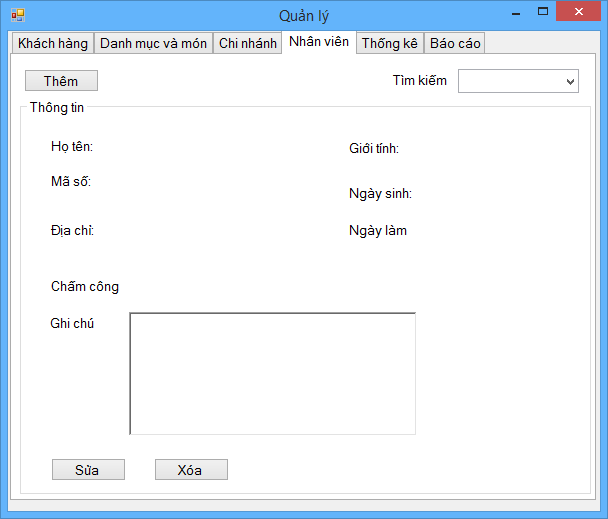 Quản lý
Khách hàng Danh mục và món Chi nhánh Nhân viên Thống kê Báo cáo
Thêm Tìm kiếm
Thông tin
Họ tên: Giới tính:
Mã số:
Ngày sinh:
Địa chỉ: Ngày làm
Chấm công
Ghi chú
Sửa Xóa